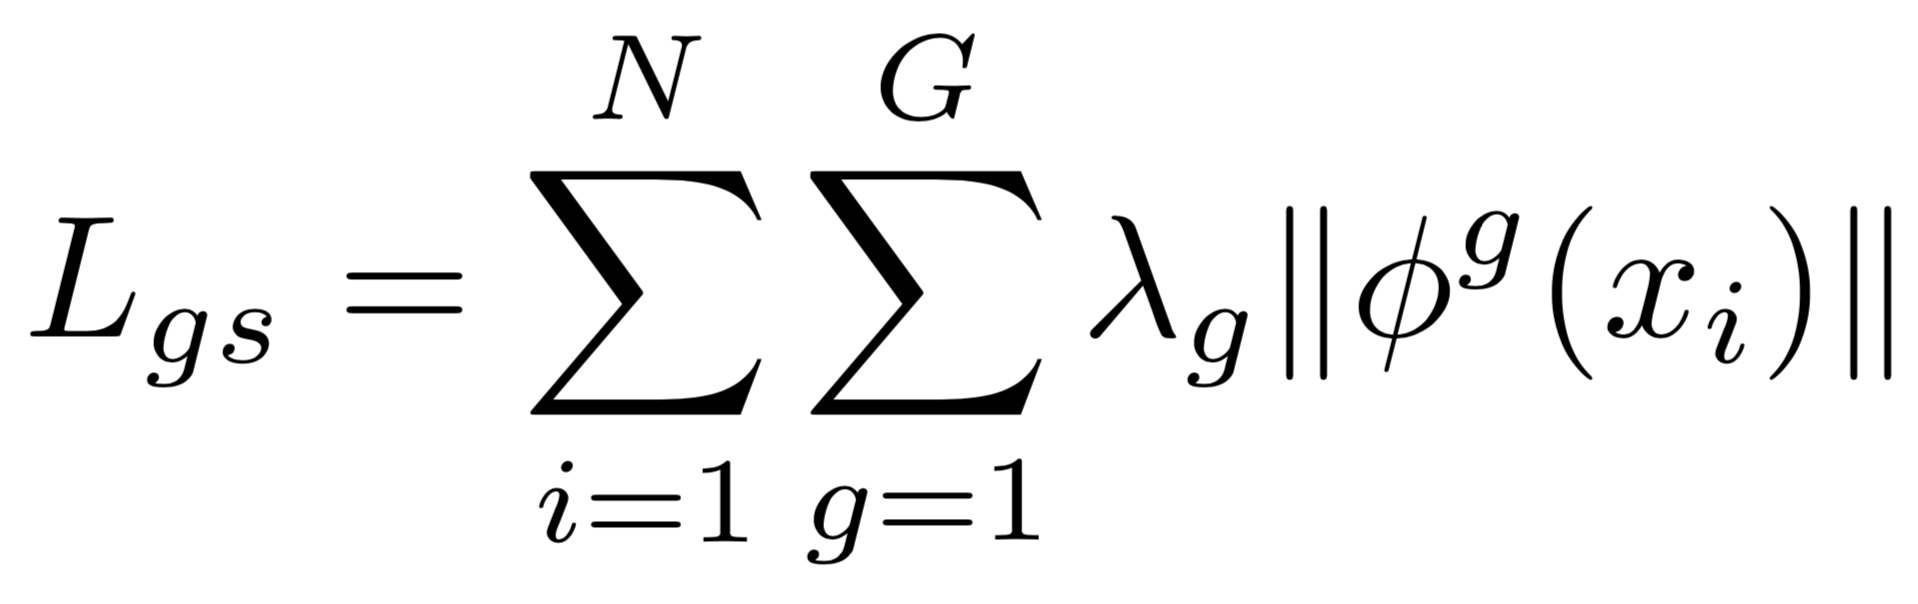 L_{gs} = \sum_{i=1}^{N} \sum_{g=1}^{G} \lambda_g \|\phi^g(x_i)\|